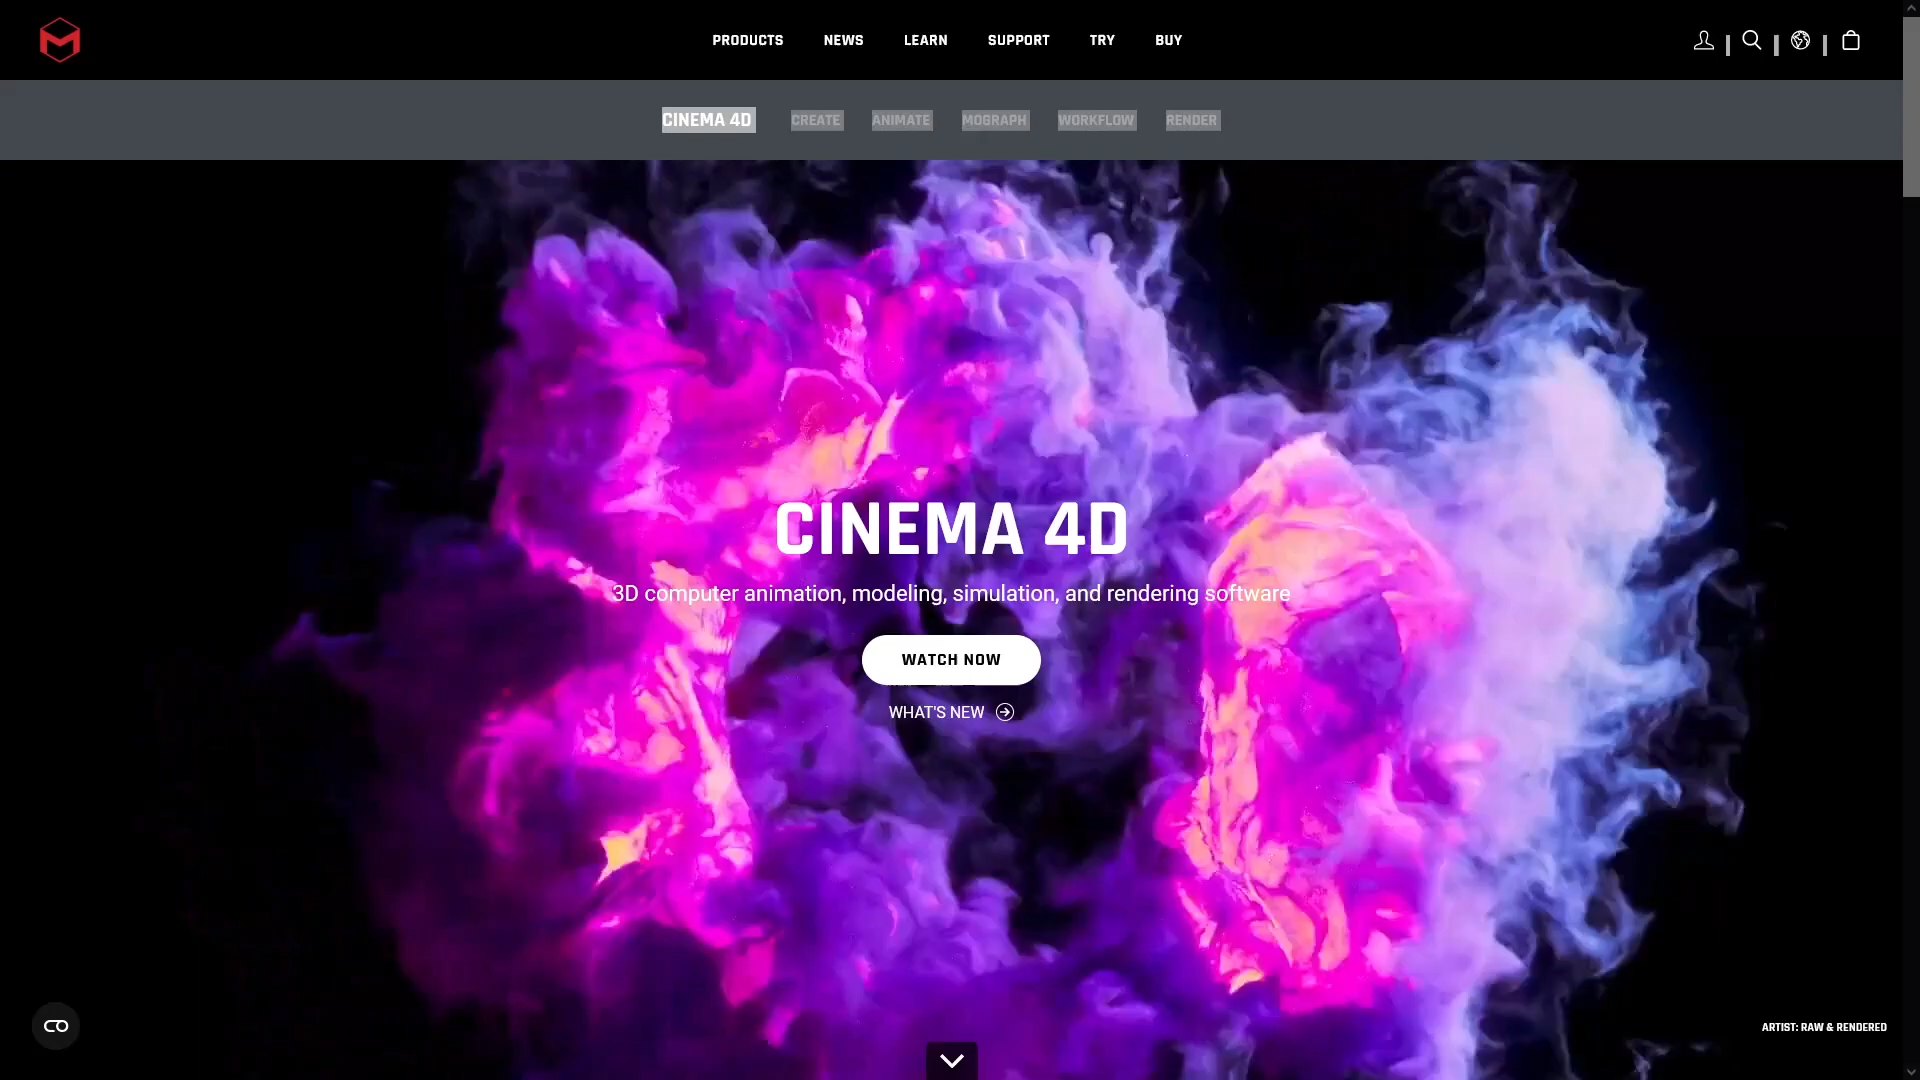 PRODUCTS NEWS LEARN SUPPORT TRY BUY
CINEMA 4D CREATE ANIMATE MOGRAPH WORKFLOW RENDER
CINEMA 4D
3D computer animation, modeling, simulation, and rendering software
WATCH NOW
WHAT'S NEW
ARTIST: RAW & RENDERED